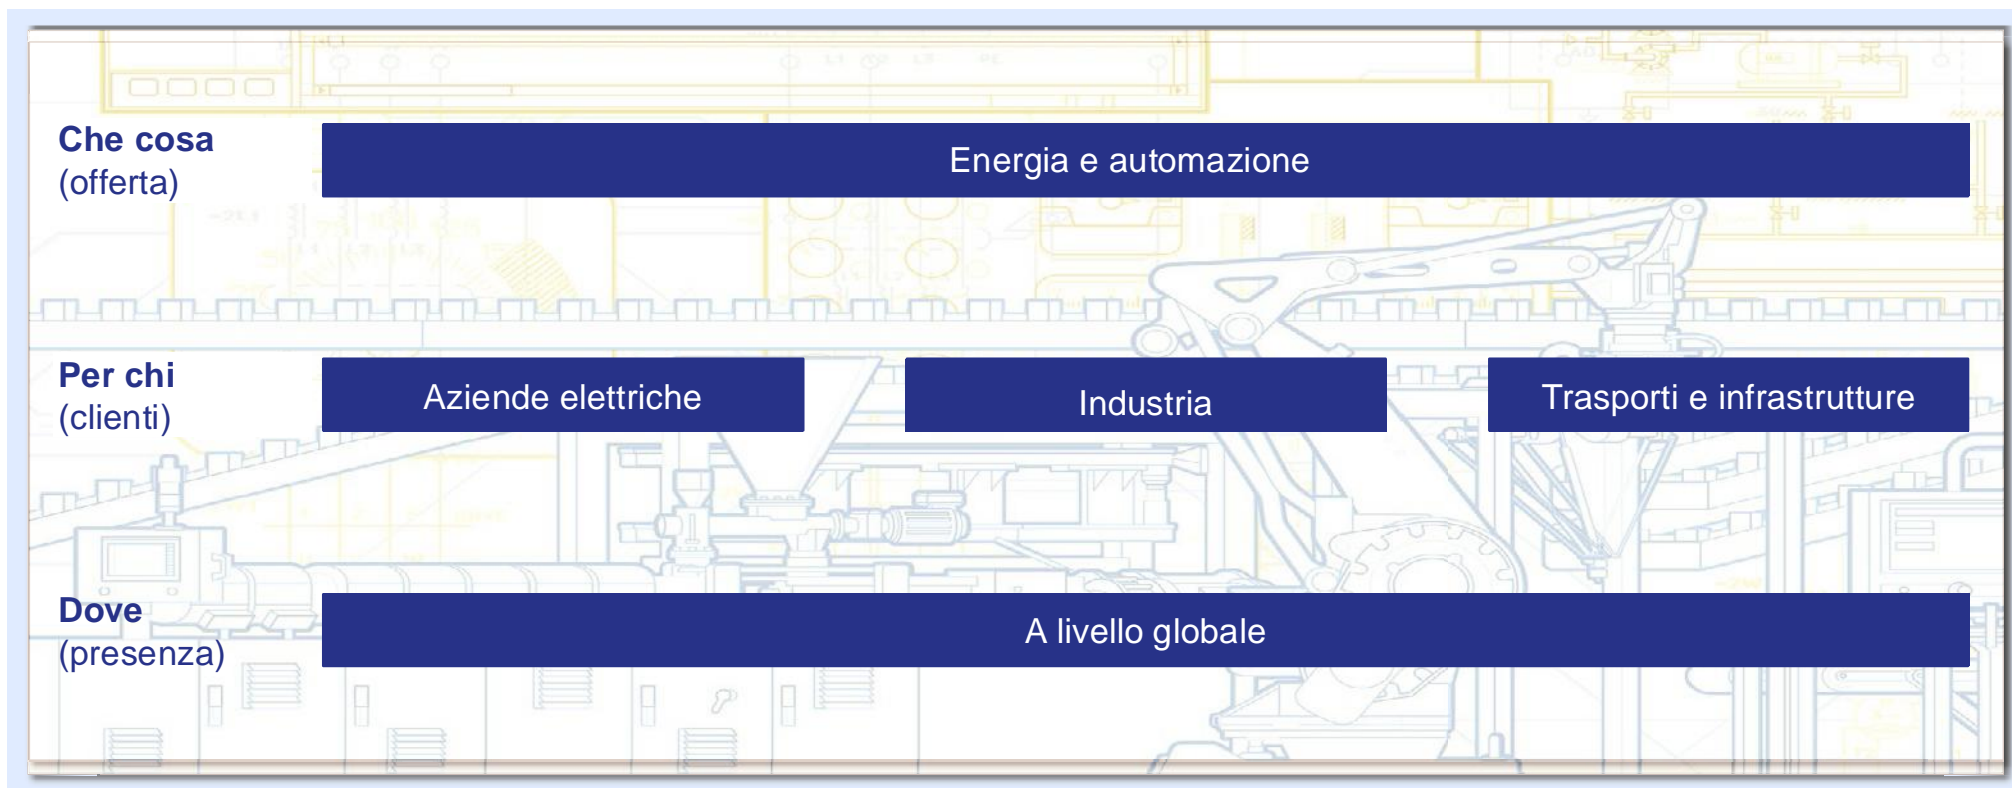 Che cosa
(offerta)
Energia e automazione
Per chi
(clienti)
Aziende elettriche
Industria
Trasporti e infrastrutture
Dove
(presenza)
A livello globale